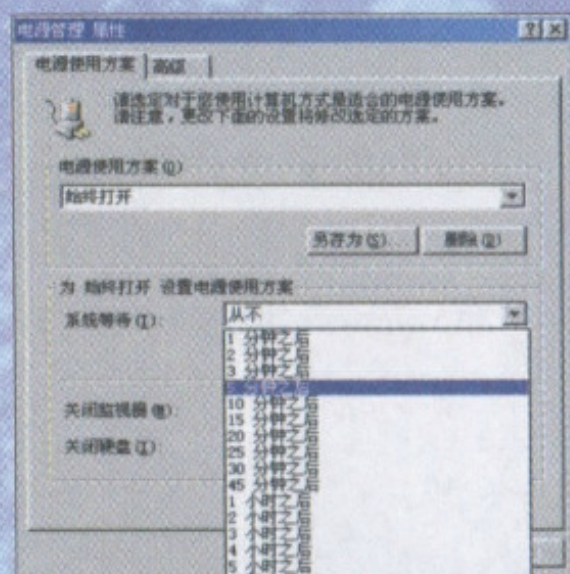 电源管理 属性
电源使用方案 高级
请选定对于您使用计算机方式最适合的电源使用方案。
请注意，更改下面的设置将修改选定的方案。
电源使用方案(P)
始终打开
另存为(S)... 删除(D)
为 始终打开 设置电源使用方案
系统等待(T):
从不
1 分钟之后
2 分钟之后
3 分钟之后
5 分钟之后
10 分钟之后
关闭监视器(M):
15 分钟之后
20 分钟之后
关闭硬盘(I):
25 分钟之后
30 分钟之后
45 分钟之后
1 小时之后
2 小时之后
3 小时之后
4 小时之后
5 小时之后